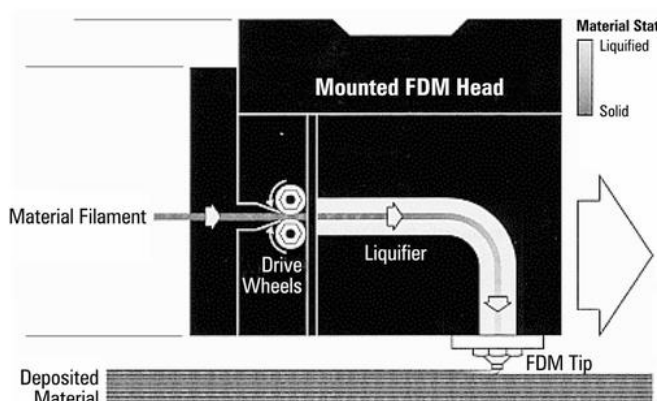 Material Stat
Liquified
Solid
Mounted FDM Head
Material Filament
Drive
Wheels
Liquifier
FDM Tip
Deposited
Material